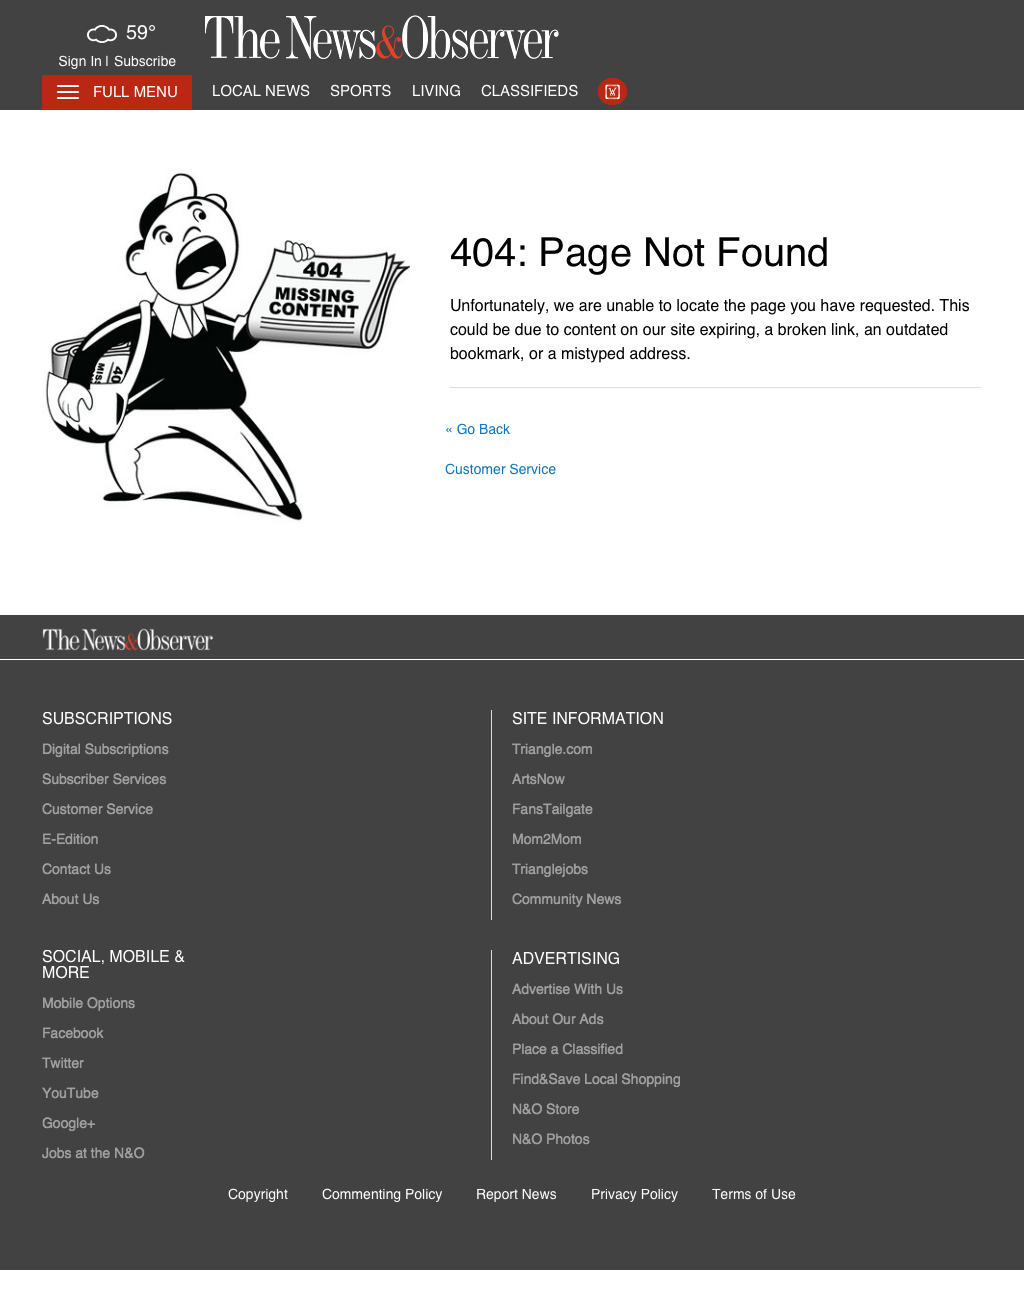 59°
The News&Observer
Sign In | Subscribe
FULL MENU
LOCAL NEWS
SPORTS
LIVING
CLASSIFIEDS
404
MISSING
CONTENT
404: Page Not Found
Unfortunately, we are unable to locate the page you have requested. This
could be due to content on our site expiring, a broken link, an outdated
bookmark, or a mistyped address.
« Go Back
Customer Service
The News&Observer
SUBSCRIPTIONS
Digital Subscriptions
Subscriber Services
Customer Service
E-Edition
Contact Us
About Us
SITE INFORMATION
Triangle.com
ArtsNow
FansTailgate
Mom2Mom
Trianglejobs
Community News
SOCIAL, MOBILE &
MORE
Mobile Options
Facebook
Twitter
YouTube
Google+
Jobs at the N&O
ADVERTISING
Advertise With Us
About Our Ads
Place a Classified
Find&Save Local Shopping
N&O Store
N&O Photos
Copyright
Commenting Policy
Report News
Privacy Policy
Terms of Use